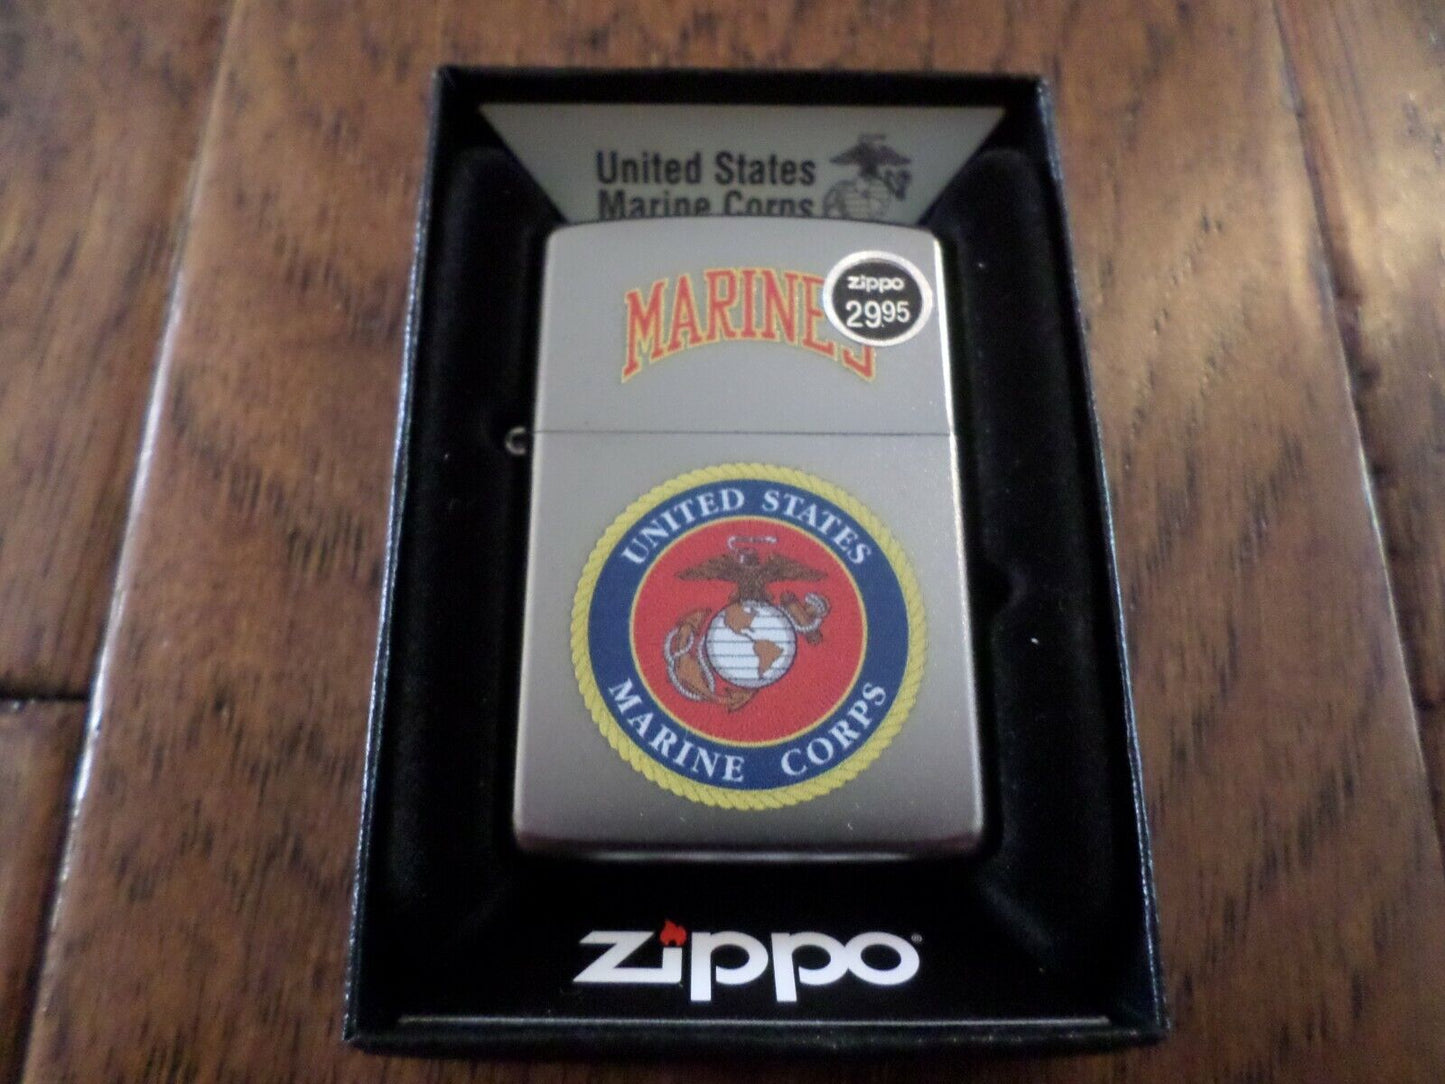 United States
Marine Corps
MARINES
zippo
29.95
UNITED STATES
MARINE CORPS
zippo®